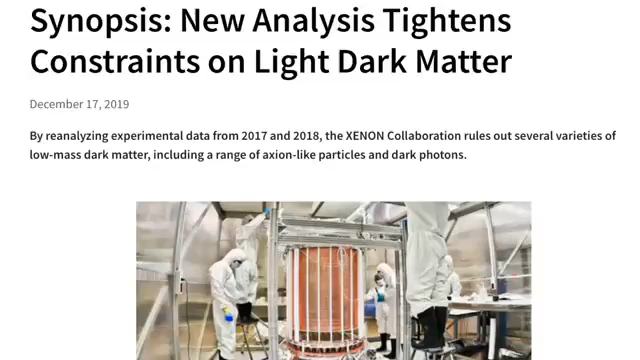 Synopsis: New Analysis Tightens
Constraints on Light Dark Matter
December 17, 2019
By reanalyzing experimental data from 2017 and 2018, the XENON Collaboration rules out several varieties of
low-mass dark matter, including a range of axion-like particles and dark photons.